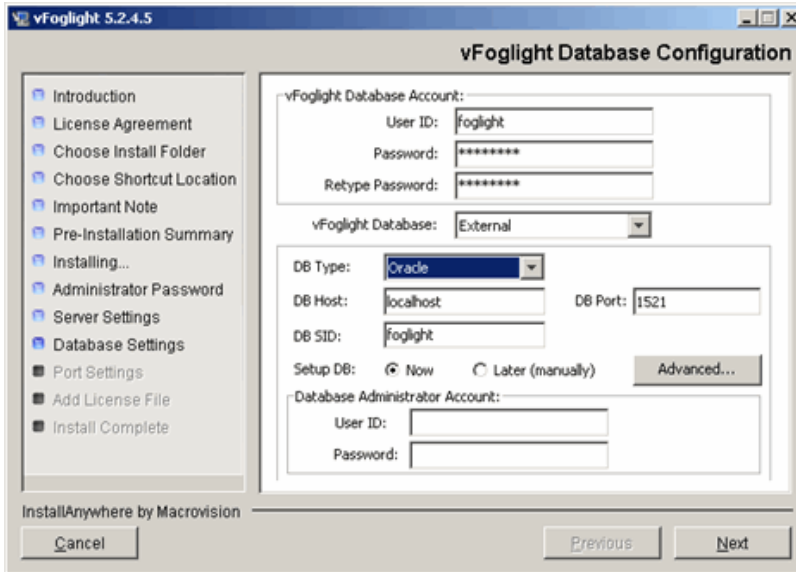 vFoglight 5.2.4.5
vFoglight Database Configuration
Introduction
License Agreement
Choose Install Folder
Choose Shortcut Location
Important Note
Pre-Installation Summary
Installing...
Administrator Password
Server Settings
Database Settings
Port Settings
Add License File
Install Complete
vFoglight Database Account:
User ID: foglight
Password: ********
Retype Password: ********
vFoglight Database: External
DB Type: Oracle
DB Host: localhost DB Port: 1521
DB SID: foglight
Setup DB: Now Later (manually) Advanced...
Database Administrator Account:
User ID:
Password:
InstallAnywhere by Macrovision
Cancel Previous Next